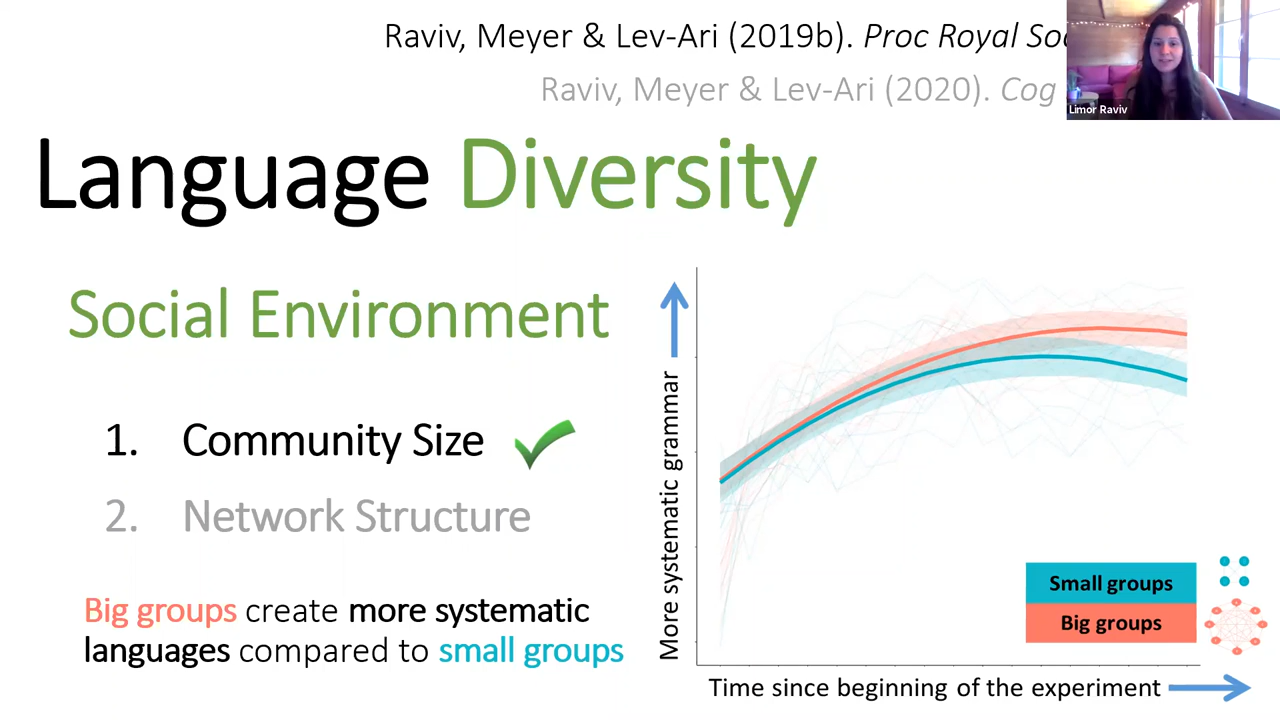 Raviv, Meyer & Lev-Ari (2019b). Proc Royal
Raviv, Meyer & Lev-Ari (2020). Cog
Limor Raviv
Language Diversity
Social Environment
1. Community Size
2. Network Structure
Big groups create more systematic
languages compared to small groups
More systematic grammar
Small groups
Big groups
Time since beginning of the experiment